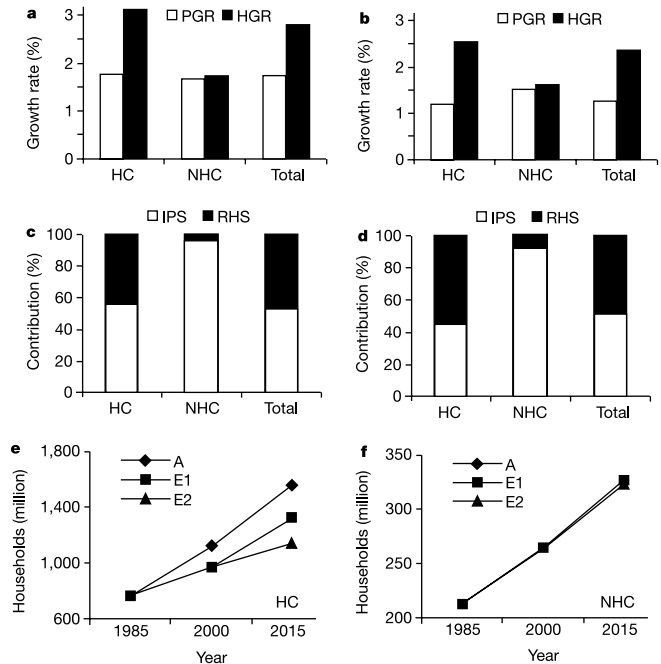 a
PGR HGR
Growth rate (%)
3
2
1
0
HC NHC Total
b
PGR HGR
Growth rate (%)
3
2
1
0
HC NHC Total
c
IPS RHS
Contribution (%)
100
80
60
40
20
0
HC NHC Total
d
IPS RHS
Contribution (%)
100
80
60
40
20
0
HC NHC Total
e
Households (million)
1,800
1,400
1,000
600
A
E1
E2
HC
1985 2000 2015
Year
f
Households (million)
350
300
250
200
A
E1
E2
NHC
1985 2000 2015
Year